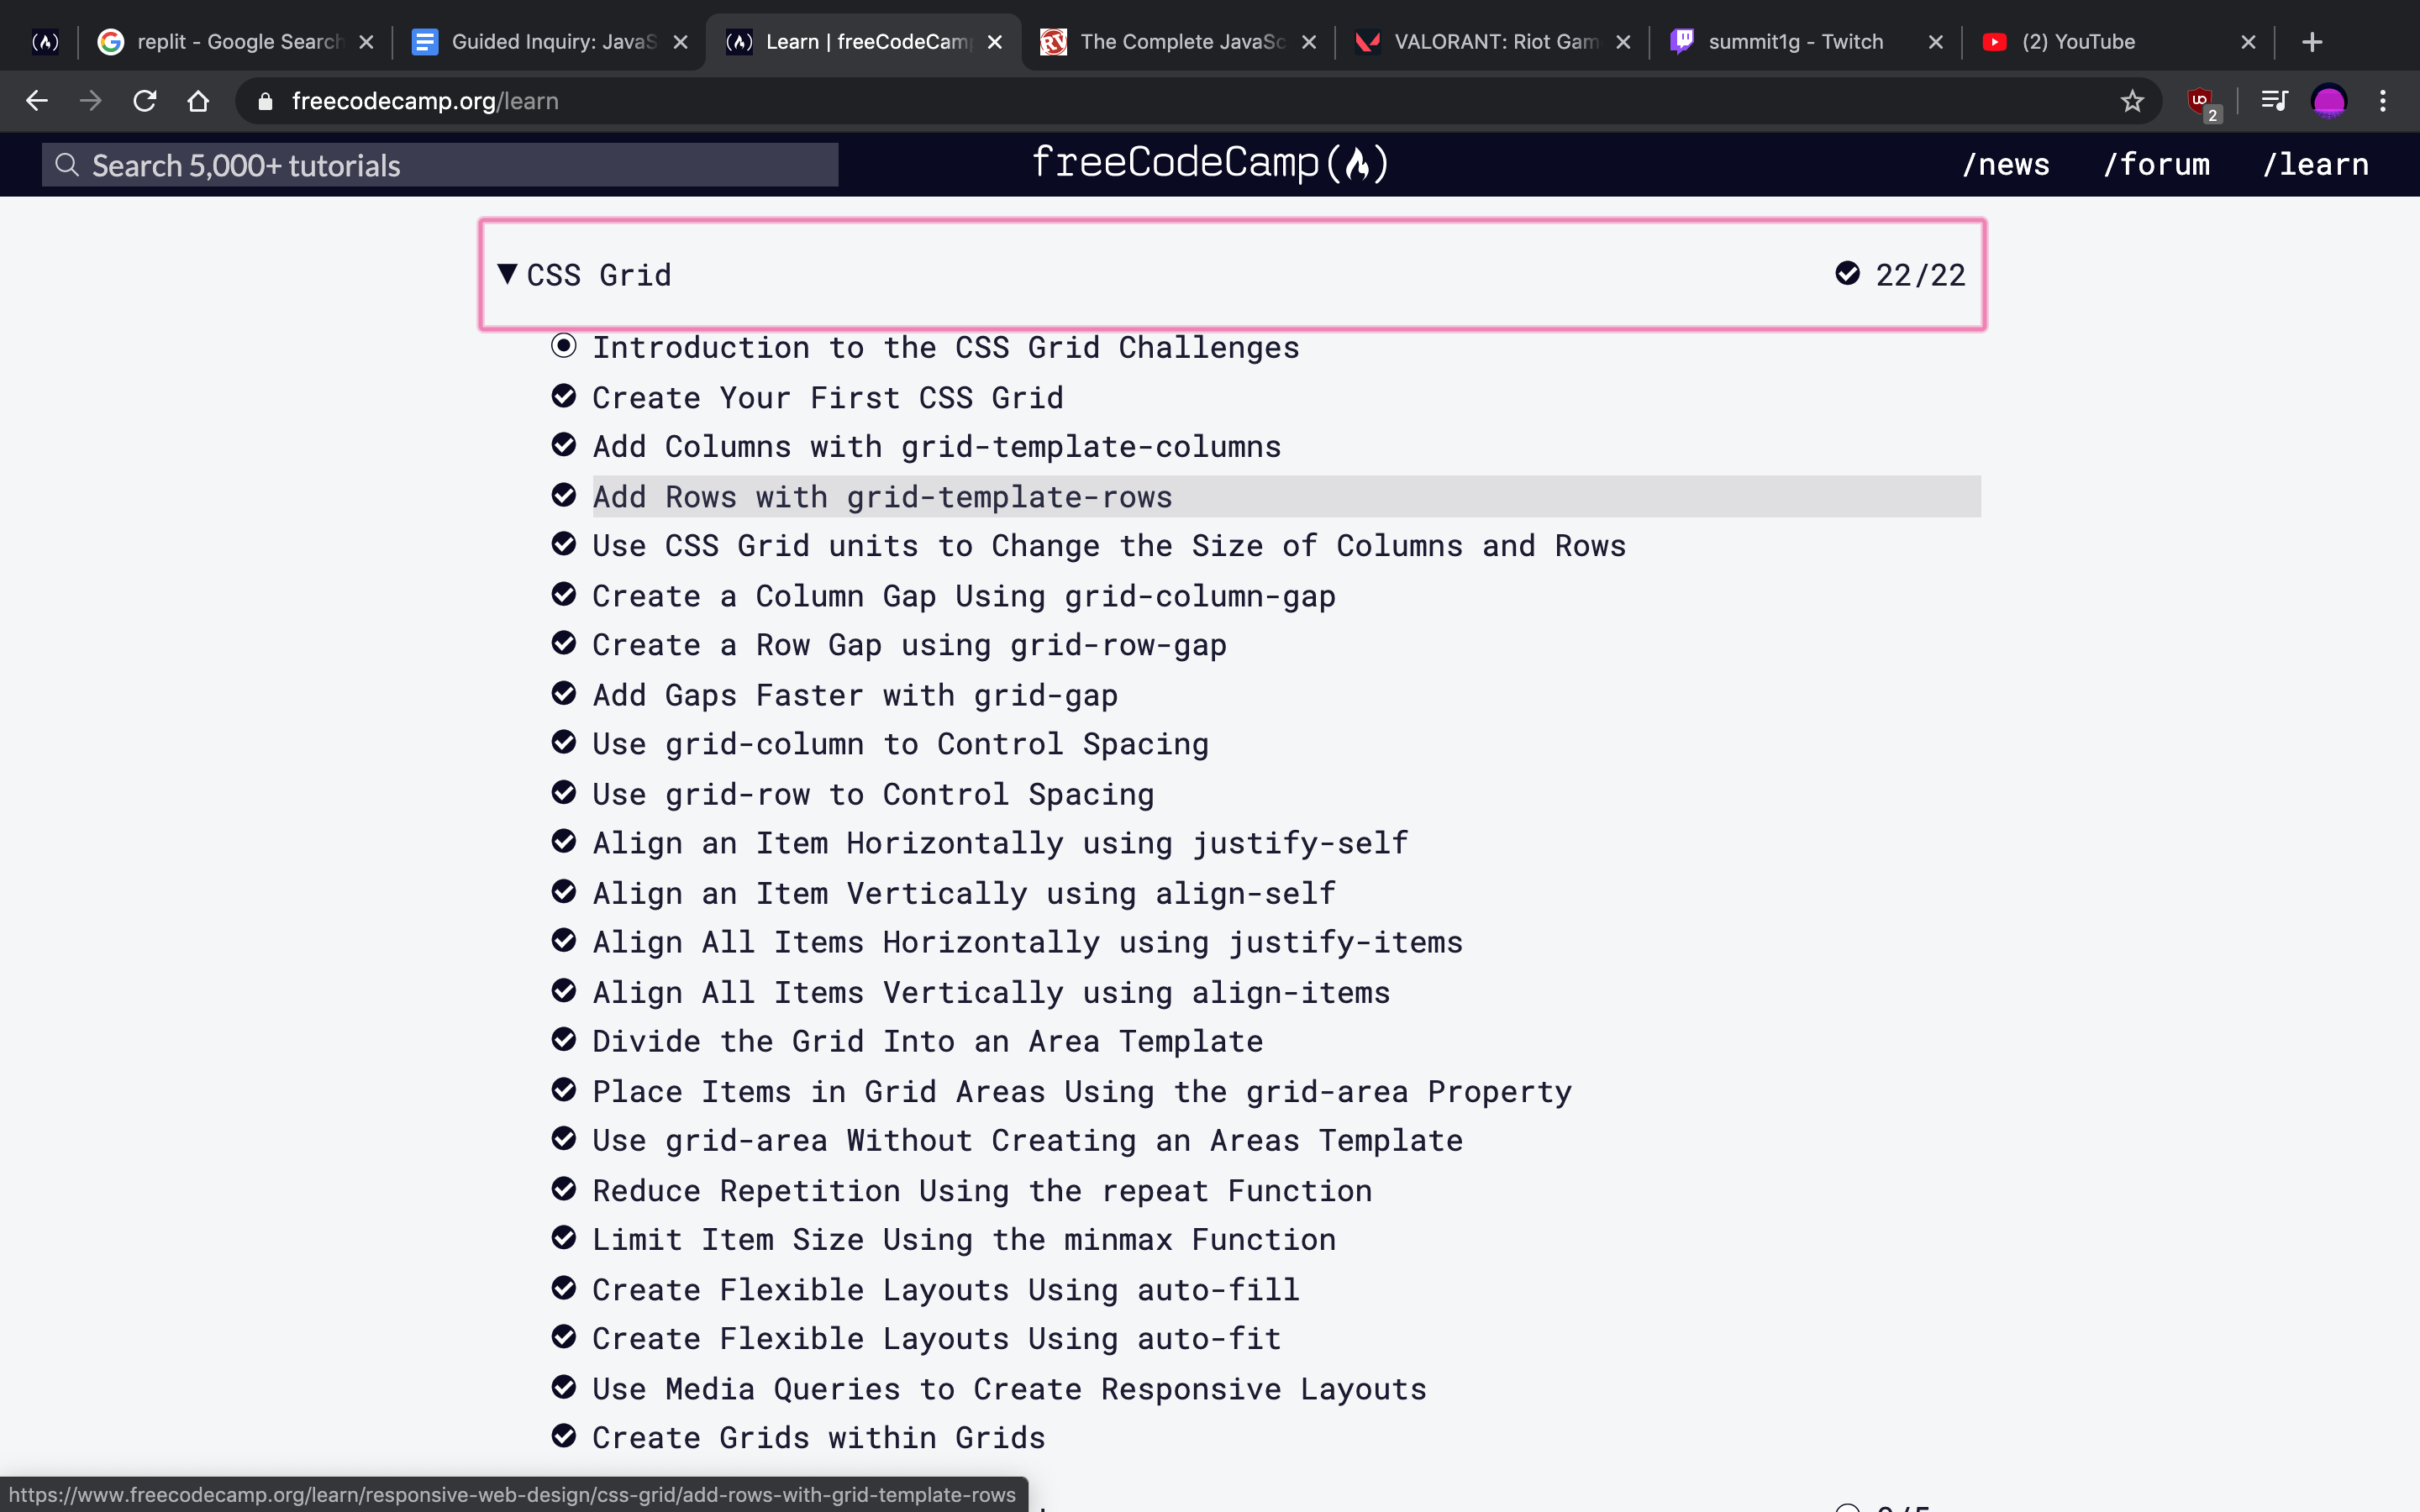 replit - Google Search
Guided Inquiry: JavaS
Learn | freeCodeCam
The Complete JavaSc
VALORANT: Riot Gam
summit1g - Twitch
(2) YouTube
freecodecamp.org/learn
2
Search 5,000+ tutorials
freeCodeCamp
/news /forum /learn
CSS Grid 22/22
Introduction to the CSS Grid Challenges
Create Your First CSS Grid
Add Columns with grid-template-columns
Add Rows with grid-template-rows
Use CSS Grid units to Change the Size of Columns and Rows
Create a Column Gap Using grid-column-gap
Create a Row Gap using grid-row-gap
Add Gaps Faster with grid-gap
Use grid-column to Control Spacing
Use grid-row to Control Spacing
Align an Item Horizontally using justify-self
Align an Item Vertically using align-self
Align All Items Horizontally using justify-items
Align All Items Vertically using align-items
Divide the Grid Into an Area Template
Place Items in Grid Areas Using the grid-area Property
Use grid-area Without Creating an Areas Template
Reduce Repetition Using the repeat Function
Limit Item Size Using the minmax Function
Create Flexible Layouts Using auto-fill
Create Flexible Layouts Using auto-fit
Use Media Queries to Create Responsive Layouts
Create Grids within Grids
https://www.freecodecamp.org/learn/responsive-web-design/css-grid/add-rows-with-grid-template-rows